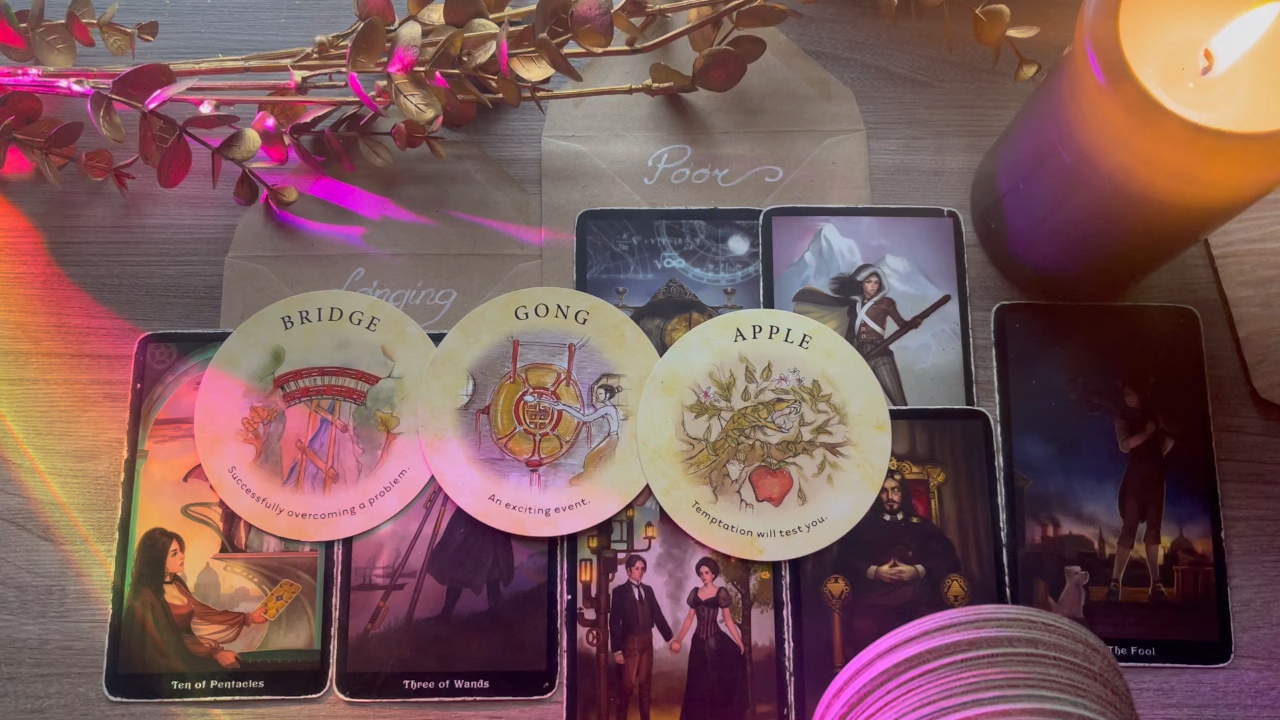 Poor
Longing
BRIDGE
Successfully overcoming a problem.
GONG
An exciting event.
APPLE
Temptation will test you.
Ten of Pentacles
Three of Wands
The Fool